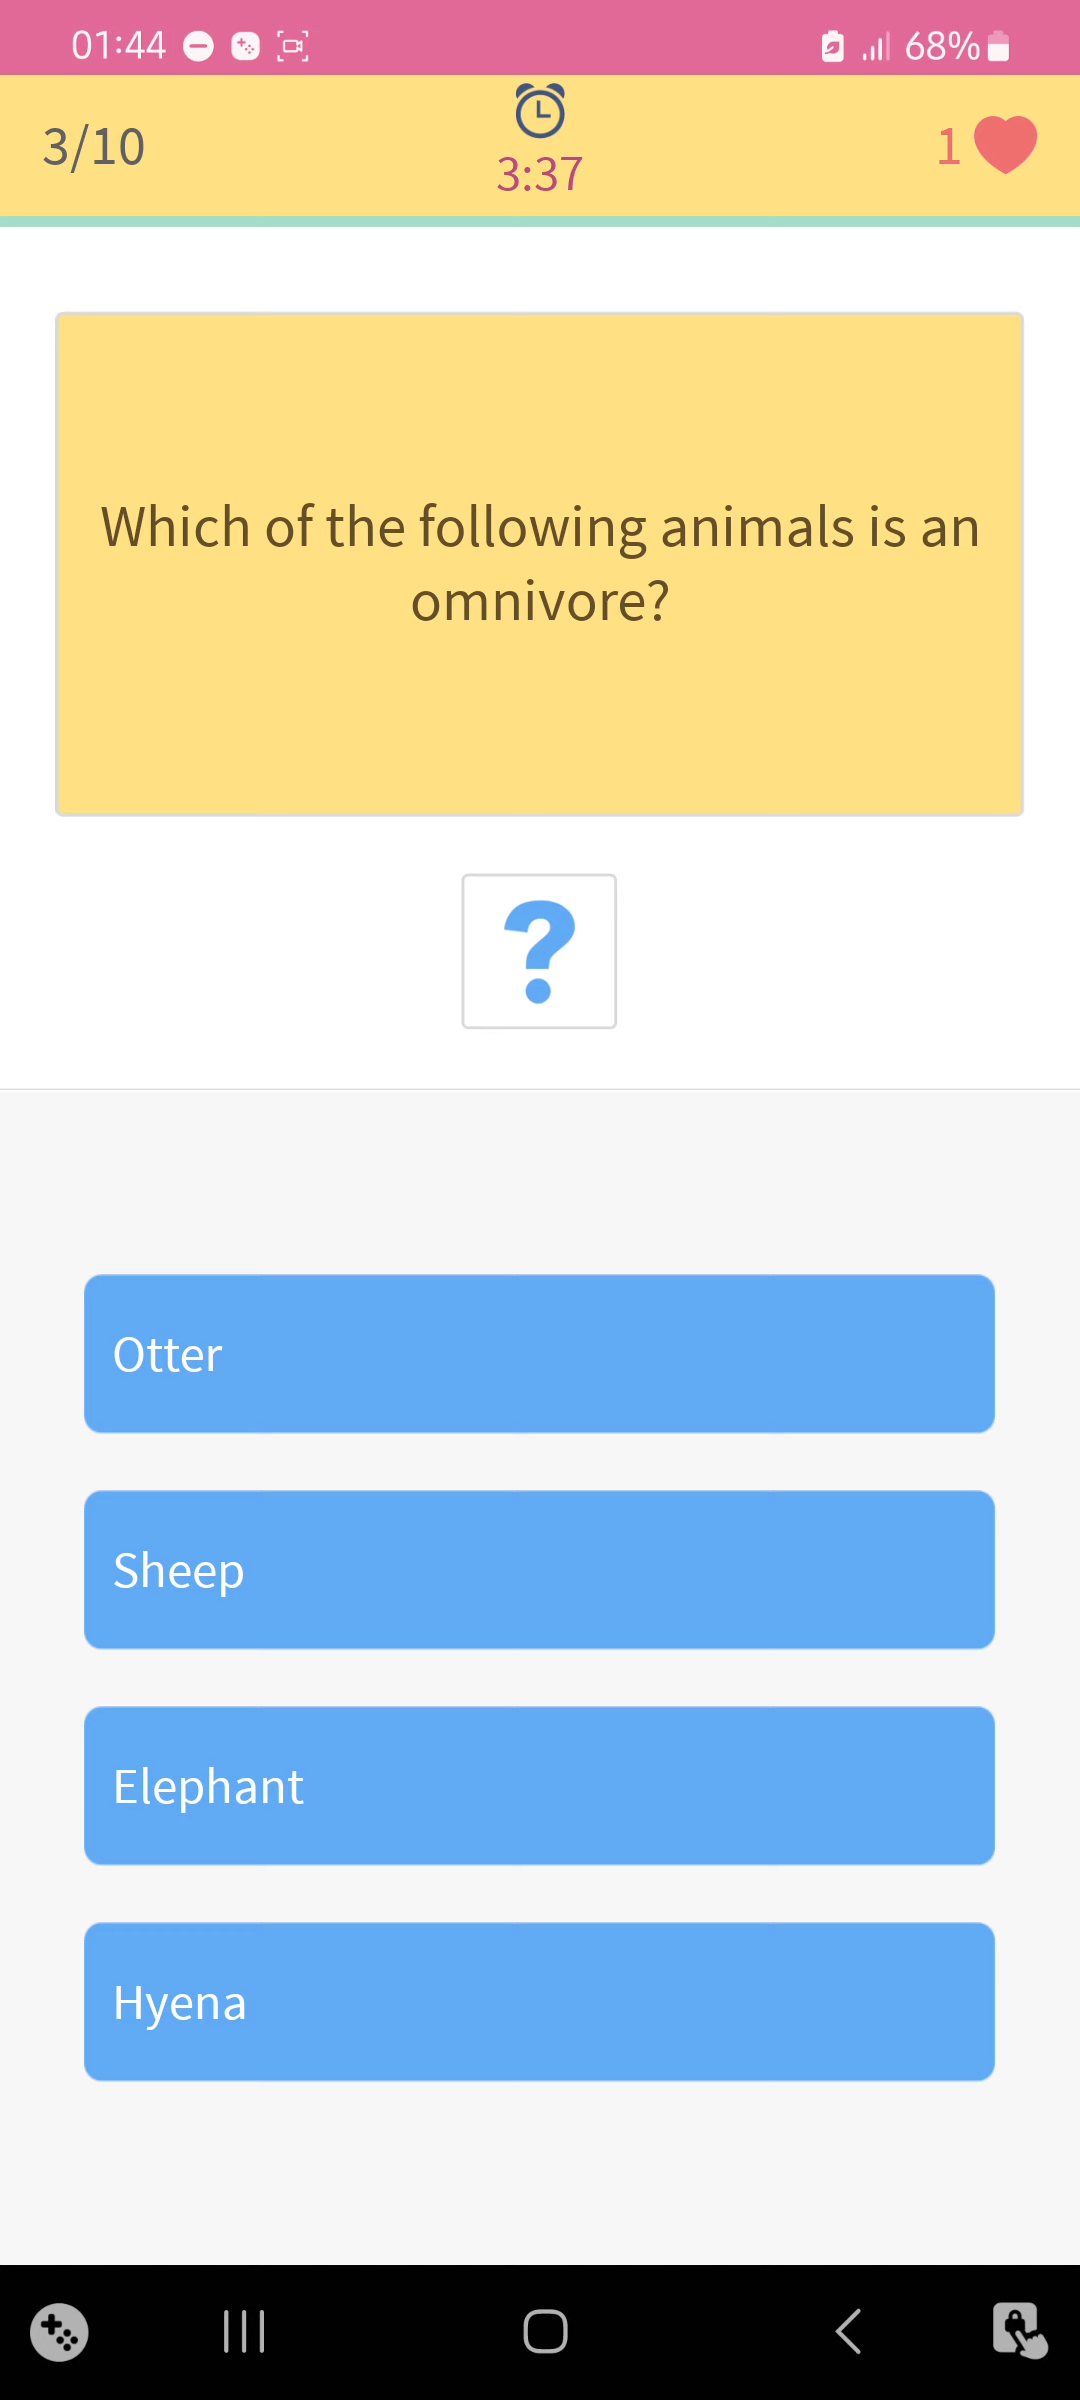 01:44
68%
3/10
3:37
1
Which of the following animals is an
omnivore?
?
Otter
Sheep
Elephant
Hyena